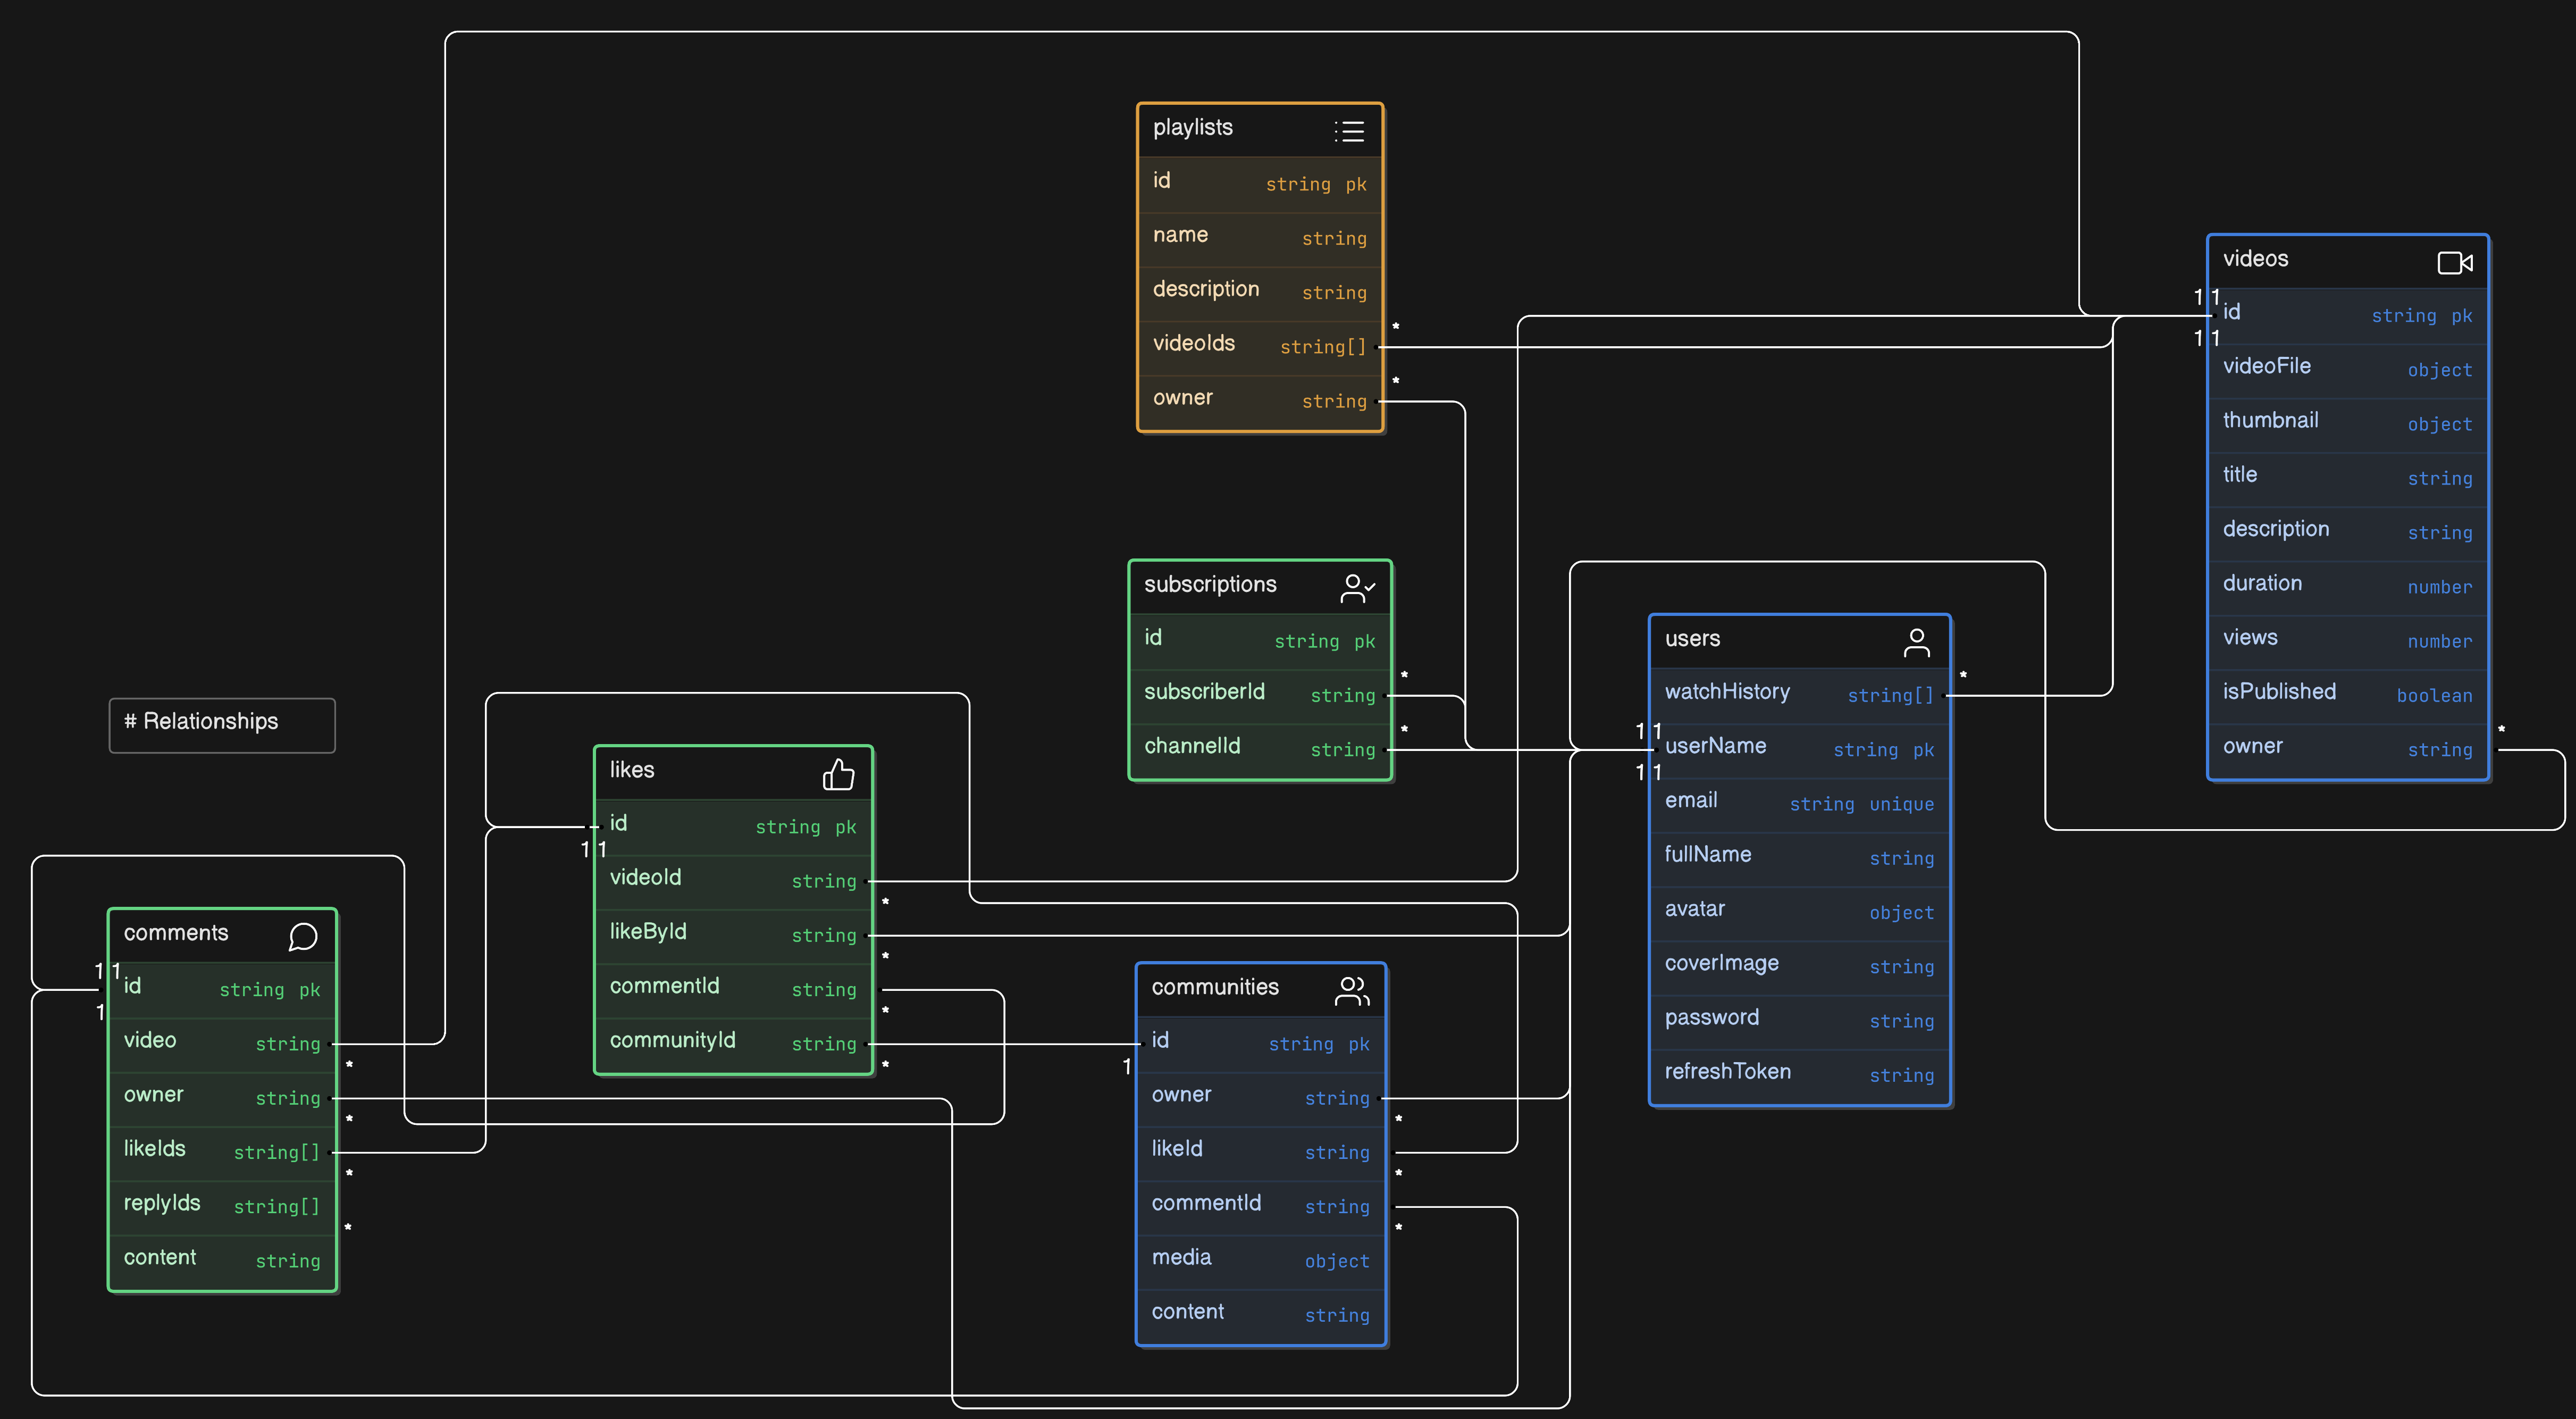 playlists
id string pk
name string
description string
videoIds string[]
*
owner string
*
videos
1 1
id string pk
1 1
videoFile object
thumbnail object
title string
description string
duration number
views number
isPublished boolean
owner string
*
subscriptions
id string pk
subscriberId string
*
channelId string
*
users
watchHistory string[]
*
1 1
userName string pk
1 1
email string unique
fullName string
avatar object
coverImage string
password string
refreshToken string
# Relationships
likes
id string pk
1 1
videoId string
*
likeById string
*
commentId string
*
communityId string
*
comments
1 1
id string pk
1
video string
*
owner string
*
likeIds string[]
*
replyIds string[]
*
content string
communities
id string pk
1
owner string
*
likeId string
*
commentId string
*
media object
content string